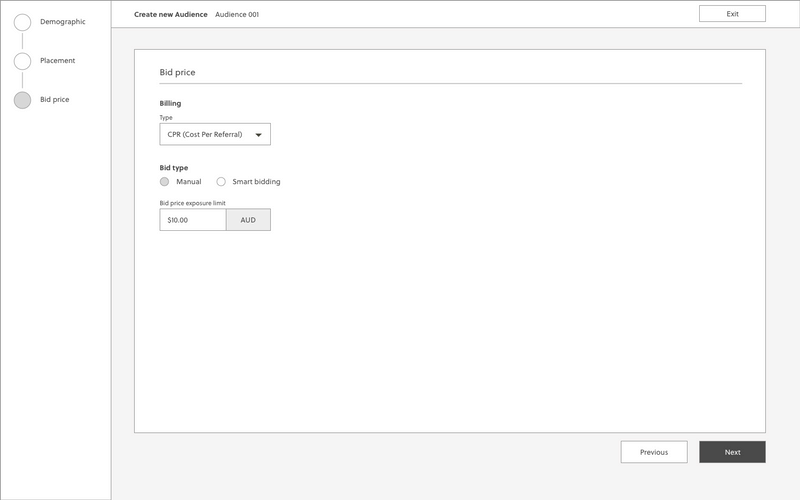 Demographic
Placement
Bid price
Create new Audience Audience 001
Exit
Bid price
Billing
Type
CPR (Cost Per Referral)
Bid type
Manual Smart bidding
Bid price exposure limit
$10.00 AUD
Previous Next